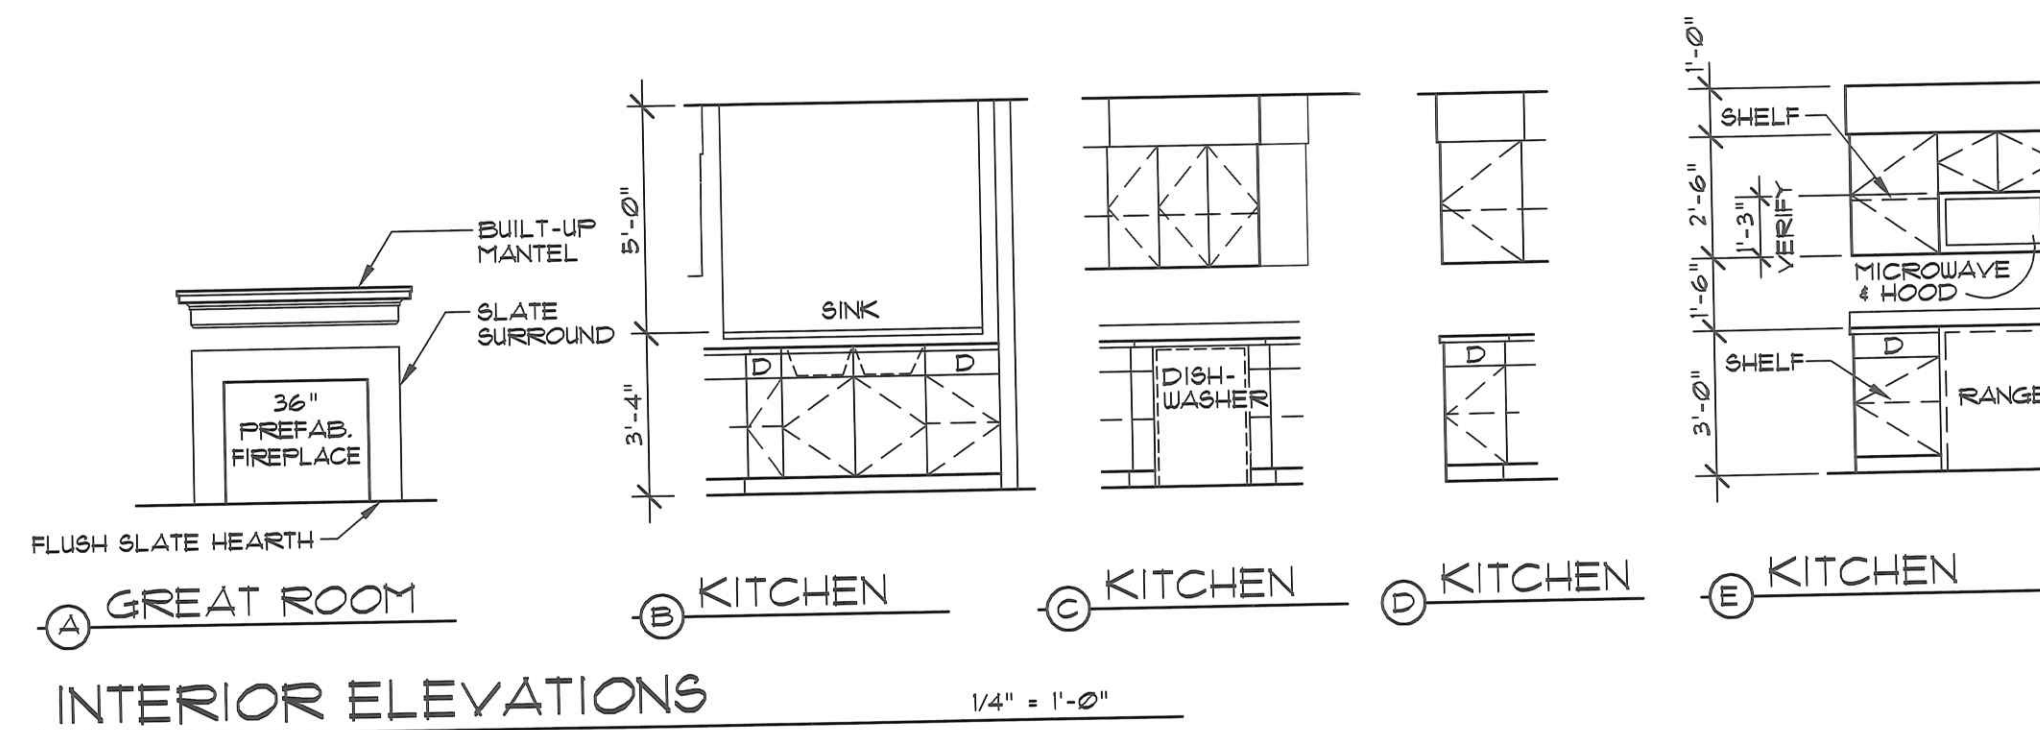 BUILT-UP
MANTEL
SLATE
SURROUND
36"
PREFAB.
FIREPLACE
FLUSH SLATE HEARTH
A GREAT ROOM
5'-0"
3'-4"
SINK
D
D
B KITCHEN
DISH-
WASHER
C KITCHEN
D
D KITCHEN
1'-0"
2'-6"
1'-6"
3'-0"
SHELF
1'-3"
VERIFY
MICROWAVE
& HOOD
SHELF
D
RANGE
E KITCHEN
INTERIOR ELEVATIONS
1/4" = 1'-0"